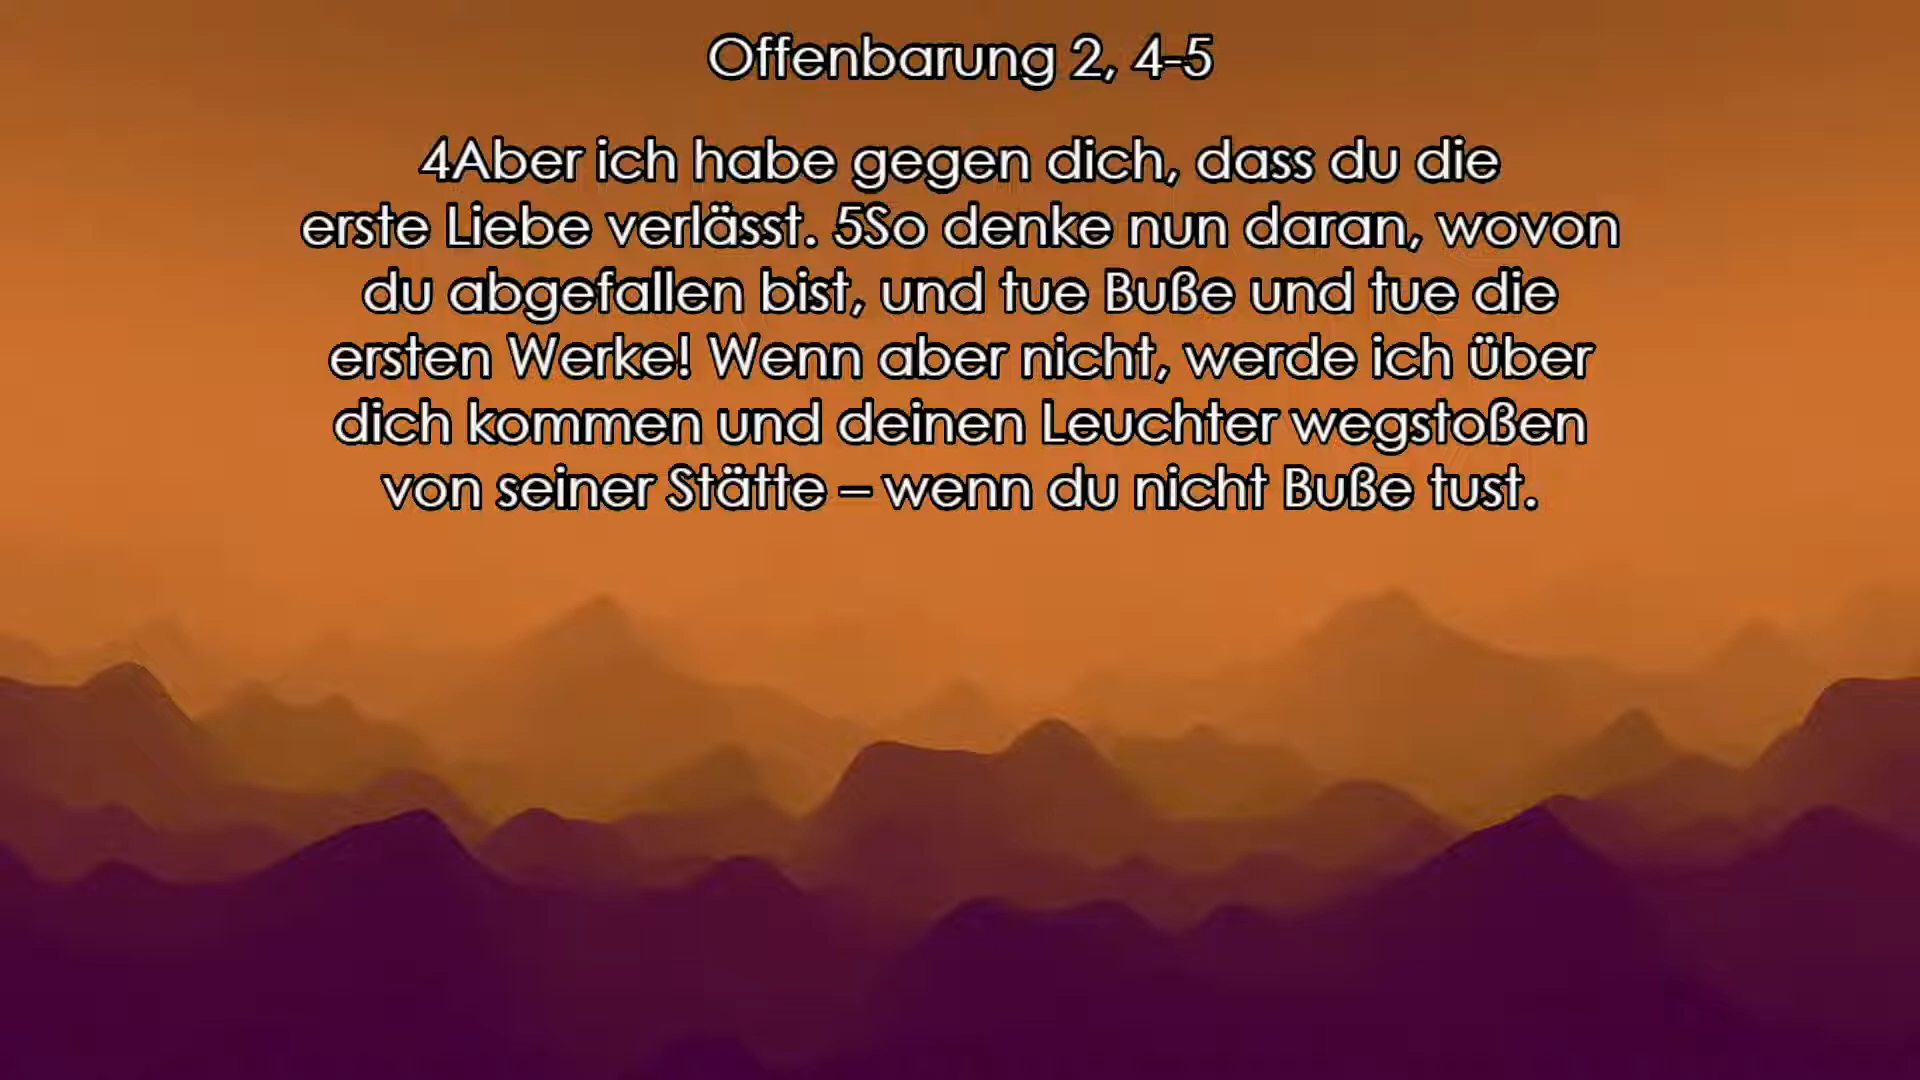 Offenbarung 2, 4-5
4Aber ich habe gegen dich, dass du die
erste Liebe verlässt. 5So denke nun daran, wovon
du abgefallen bist, und tue Buße und tue die
ersten Werke! Wenn aber nicht, werde ich über
dich kommen und deinen Leuchter wegstoßen
von seiner Stätte – wenn du nicht Buße tust.